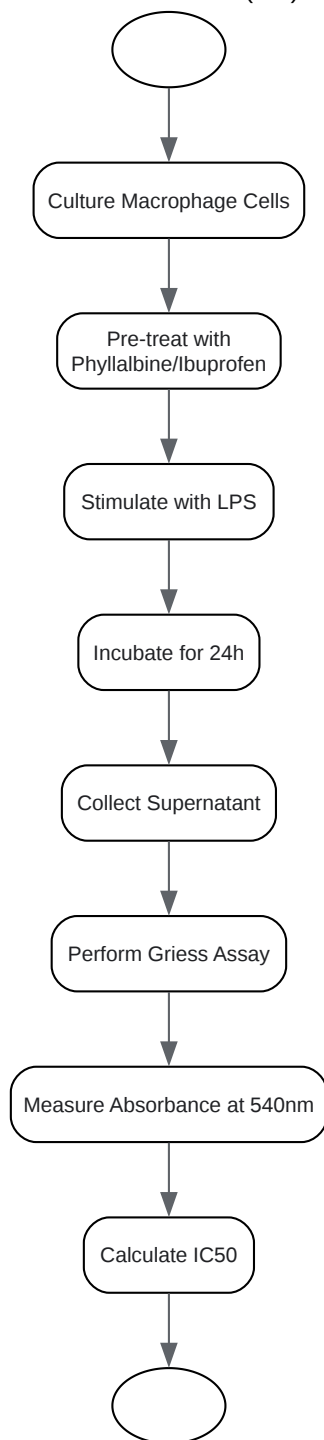 Culture Macrophage Cells
Pre-treat with
Phyllalbine/Ibuprofen
Stimulate with LPS
Incubate for 24h
Collect Supernatant
Perform Griess Assay
Measure Absorbance at 540nm
Calculate IC50